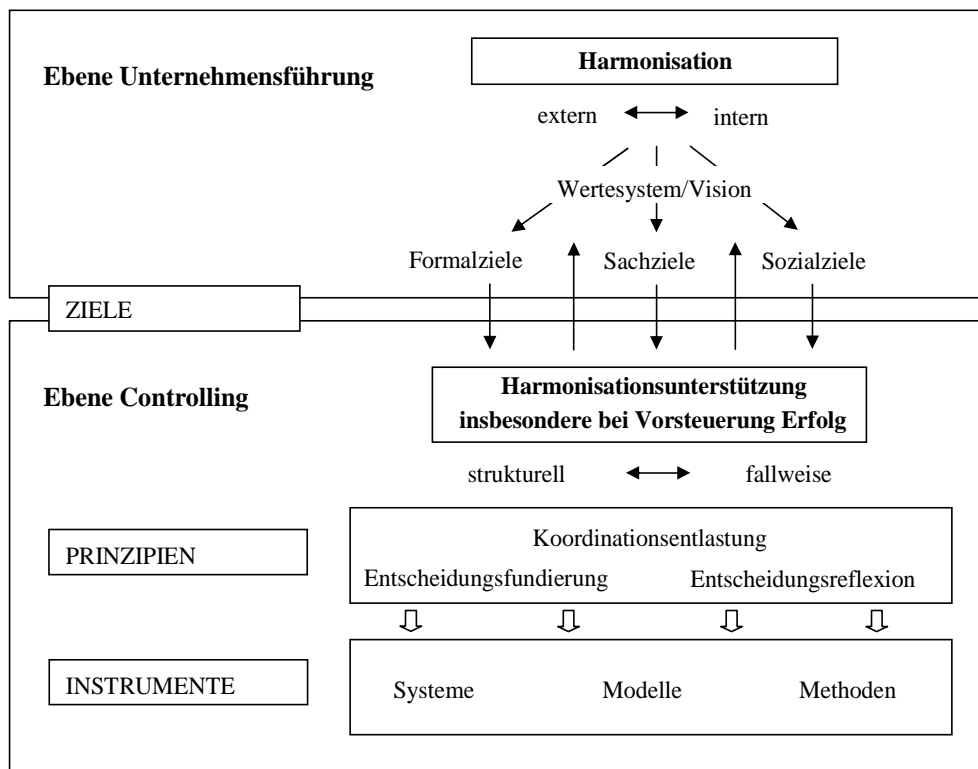 Harmonisation
Ebene Unternehmensführung
extern intern
Wertesystem/Vision
Formalziele Sachziele Sozialziele
ZIELE
Ebene Controlling
Harmonisationsunterstützung
insbesondere bei Vorsteuerung Erfolg
strukturell fallweise
PRINZIPIEN
Koordinationsentlastung
Entscheidungsfundierung Entscheidungsreflexion
INSTRUMENTE
Systeme Modelle Methoden